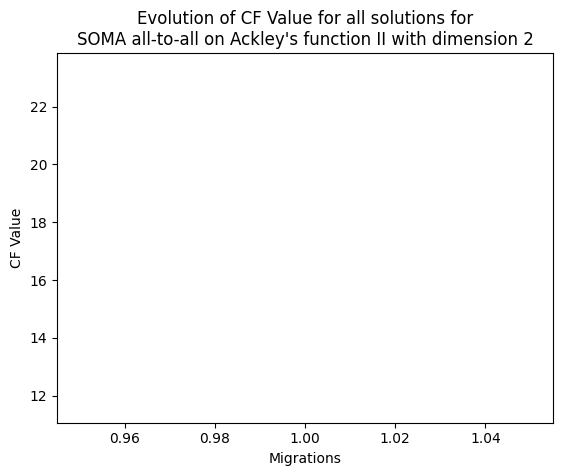 Evolution of CF Value for all solutions for
SOMA all-to-all on Ackley's function II with dimension 2
CF Value
22
20
18
16
14
12
0.96 0.98 1.00 1.02 1.04
Migrations